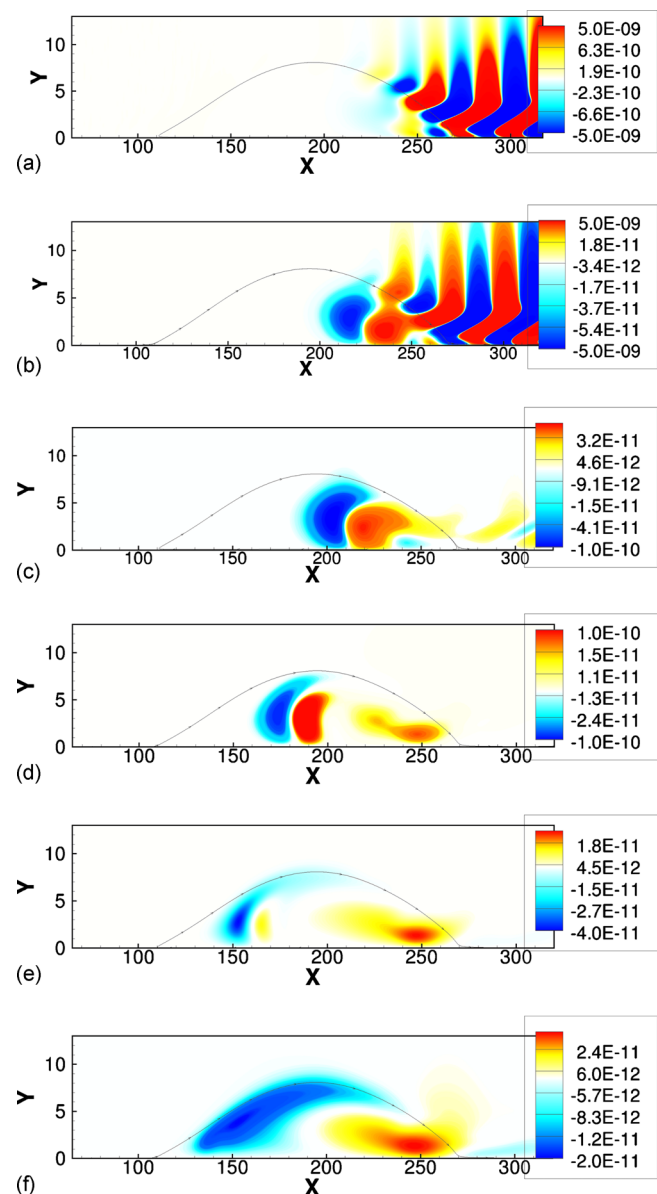 5.0E-09
6.3E-10
1.9E-10
-2.3E-10
-6.6E-10
-5.0E-09
Y
10
5
0
100 150 200 250 300
X
(a)
5.0E-09
1.8E-11
-3.4E-12
-1.7E-11
-3.7E-11
-5.4E-11
-5.0E-09
Y
10
5
0
100 150 200 250 300
X
(b)
3.2E-11
4.6E-12
-9.1E-12
-1.5E-11
-4.1E-11
-1.0E-10
Y
10
5
0
100 150 200 250 300
X
(c)
1.0E-10
1.5E-11
1.1E-11
-1.3E-11
-2.4E-11
-1.0E-10
Y
10
5
0
100 150 200 250 300
X
(d)
1.8E-11
4.5E-12
-1.5E-11
-2.7E-11
-4.0E-11
Y
10
5
0
100 150 200 250 300
X
(e)
2.4E-11
6.0E-12
-5.7E-12
-8.3E-12
-1.2E-11
-2.0E-11
Y
10
5
0
100 150 200 250 300
X
(f)